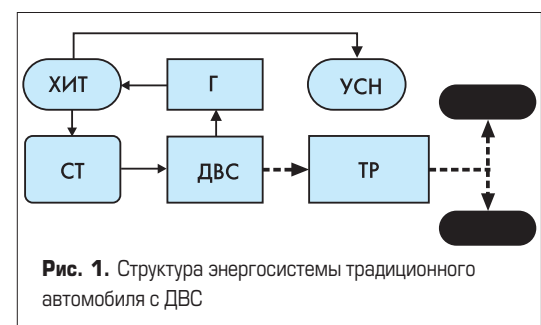 ХИТ
Г
УСН
СТ
ДВС
ТР
Рис. 1. Структура энергосистемы традиционного
автомобиля с ДВС